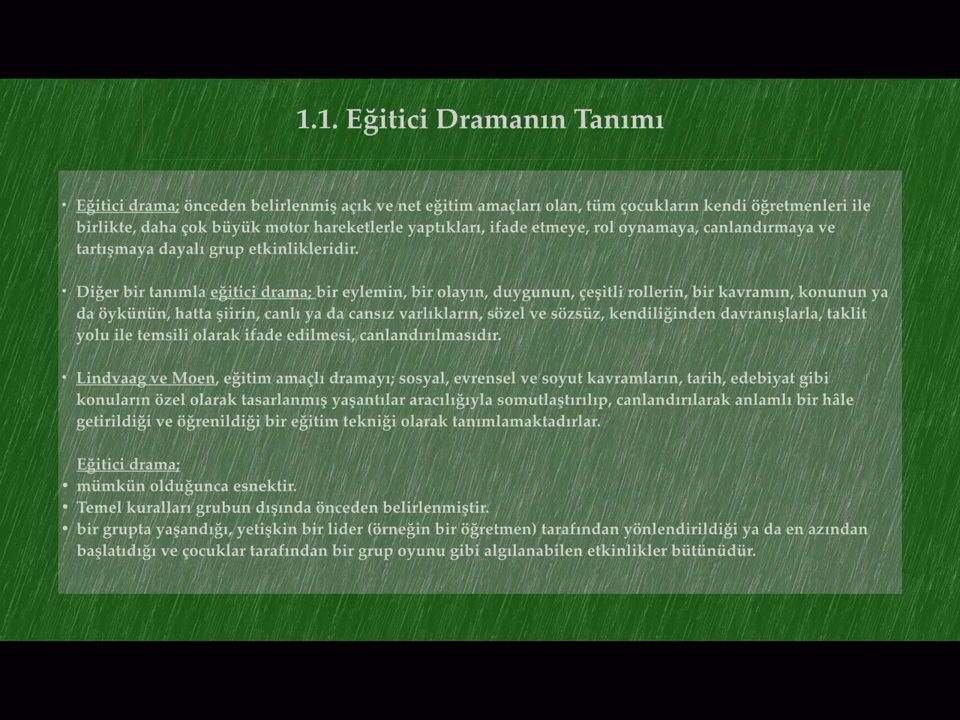 1.1. Eğitici Dramanın Tanımı
• Eğitici drama; önceden belirlenmiş açık ve net eğitim amaçları olan, tüm çocukların kendi öğretmenleri ile
birlikte, daha çok büyük motor hareketlerle yaptıkları, ifade etmeye, rol oynamaya, canlandırmaya ve
tartışmaya dayalı grup etkinlikleridir.
• Diğer bir tanımla eğitici drama; bir eylemin, bir olayın, duygunun, çeşitli rollerin, bir kavramın, konunun ya
da öykünün, hatta şiirin, canlı ya da cansız varlıkların, sözel ve sözsüz, kendiliğinden davranışlarla, taklit
yolu ile temsili olarak ifade edilmesi, canlandırılmasıdır.
• Lindvaag ve Moen, eğitim amaçlı dramayı; sosyal, evrensel ve soyut kavramların, tarih, edebiyat gibi
konuların özel olarak tasarlanmış yaşantılar aracılığıyla somutlaştırılıp, canlandırılarak anlamlı bir hâle
getirildiği ve öğrenildiği bir eğitim tekniği olarak tanımlamaktadırlar.
Eğitici drama;
• mümkün olduğunca esnektir.
• Temel kuralları grubun dışında önceden belirlenmiştir.
• bir grupta yaşandığı, yetişkin bir lider (örneğin bir öğretmen) tarafından yönlendirildiği ya da en azından
başlatıdığı ve çocuklar tarafından bir grup oyunu gibi algılanabilen etkinlikler bütünüdür.